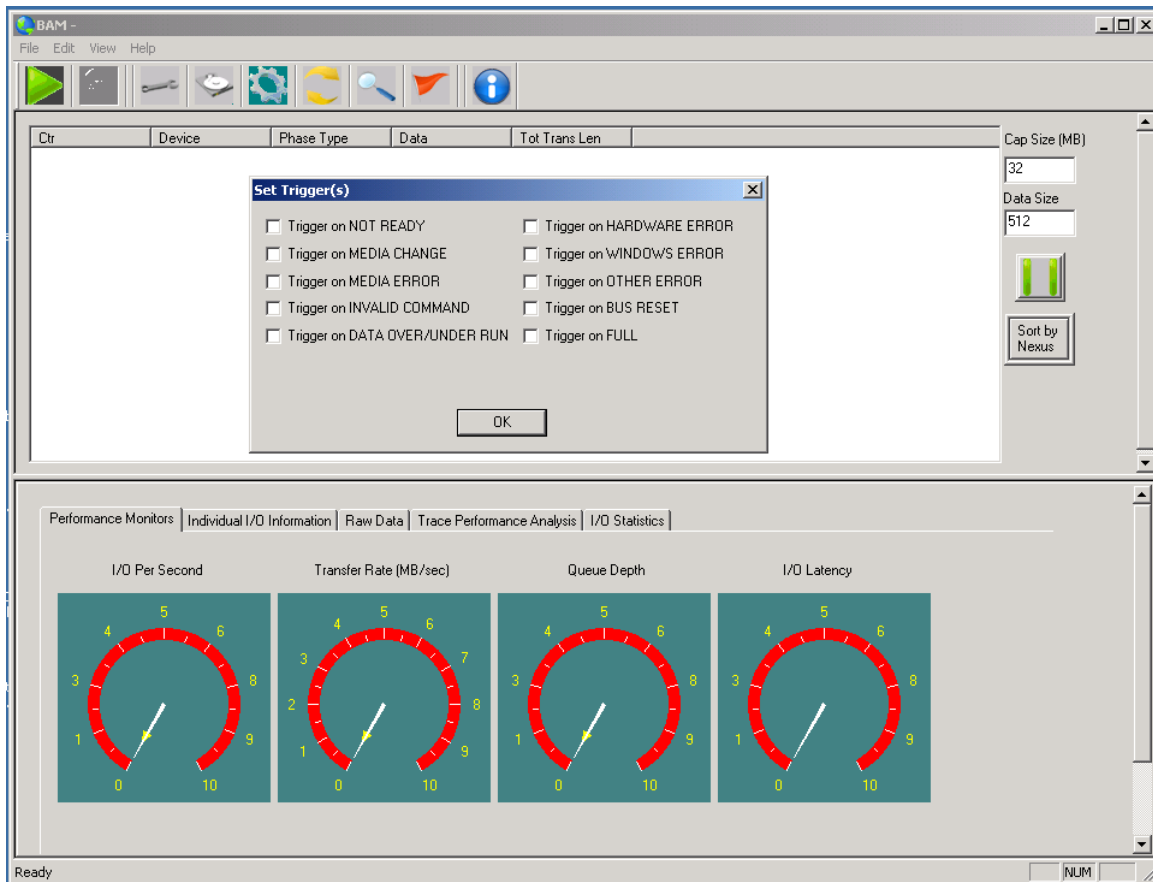 BAM -
File Edit View Help
Ctr Device Phase Type Data Tot Trans Len
Cap Size (MB)
32
Data Size
512
Sort by
Nexus
Set Trigger(s)
Trigger on NOT READY
Trigger on MEDIA CHANGE
Trigger on MEDIA ERROR
Trigger on INVALID COMMAND
Trigger on DATA OVER/UNDER RUN
Trigger on HARDWARE ERROR
Trigger on WINDOWS ERROR
Trigger on OTHER ERROR
Trigger on BUS RESET
Trigger on FULL
OK
Performance Monitors Individual I/O Information Raw Data Trace Performance Analysis I/O Statistics
I/O Per Second
0 1 3 4 5 6 8 9 10
Transfer Rate (MB/sec)
0 1 2 3 4 5 6 7 8 9 10
Queue Depth
0 1 3 4 5 6 8 9 10
I/O Latency
0 1 3 4 5 6 8 9 10
Ready
NUM